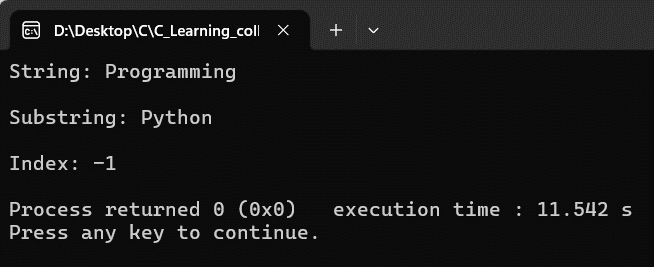 D:\Desktop\C\C_Learning_coll
String: Programming
Substring: Python
Index: -1
Process returned 0 (0x0)   execution time : 11.542 s
Press any key to continue.